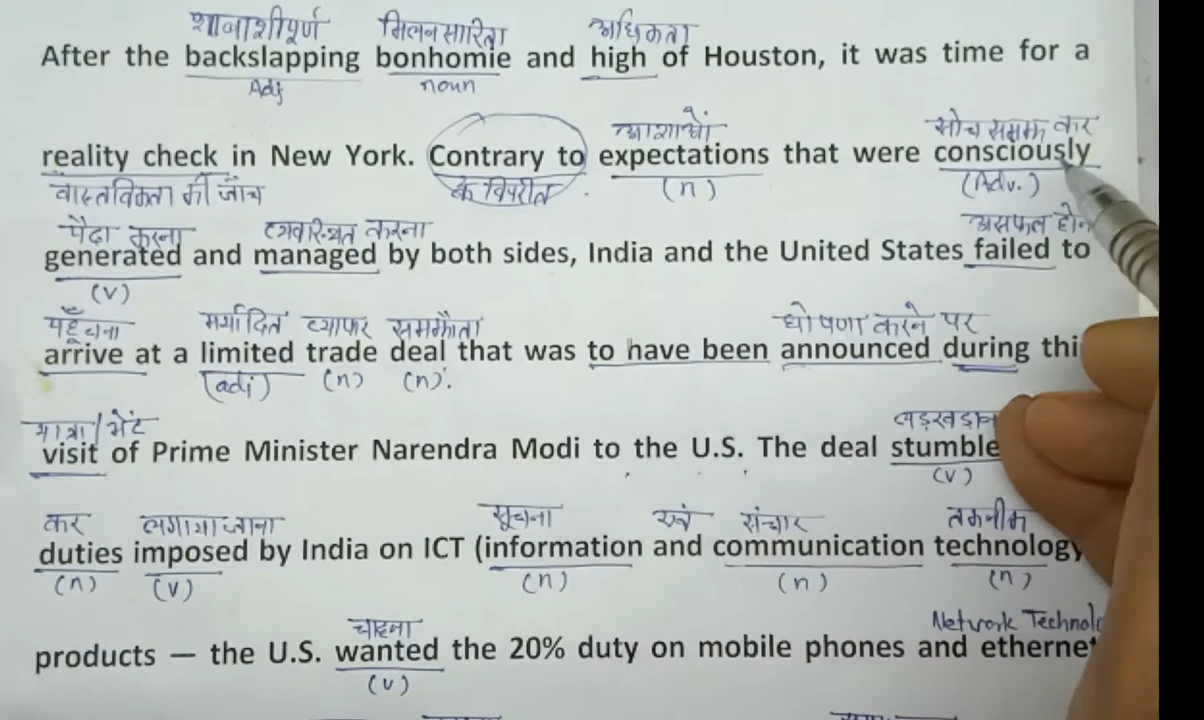 शाबाशीपूर्ण मिलनसारिता अधिकता
After the backslapping bonhomie and high of Houston, it was time for a
Adj noun
आशाओं सोच समझ कर
reality check in New York. Contrary to expectations that were consciously
वास्तविकता की जाँच के विपरीत (n) (Adv.)
पैदा करना व्यवस्थित करना असफल होन
generated and managed by both sides, India and the United States failed to
(v)
पहूँचना मर्यादित व्यापार समझौता घोषणा करने पर
arrive at a limited trade deal that was to have been announced during thi
(adj) (n) (n).
यात्रा/भेंट
visit of Prime Minister Narendra Modi to the U.S. The deal stumble
(v)
कर लगाया जाना सूचना एवं संचार तकनीक
duties imposed by India on ICT (information and communication technology
(n) (v) (n) (n) (n)
चाहना Network Technolo
products — the U.S. wanted the 20% duty on mobile phones and ethernet
(v)